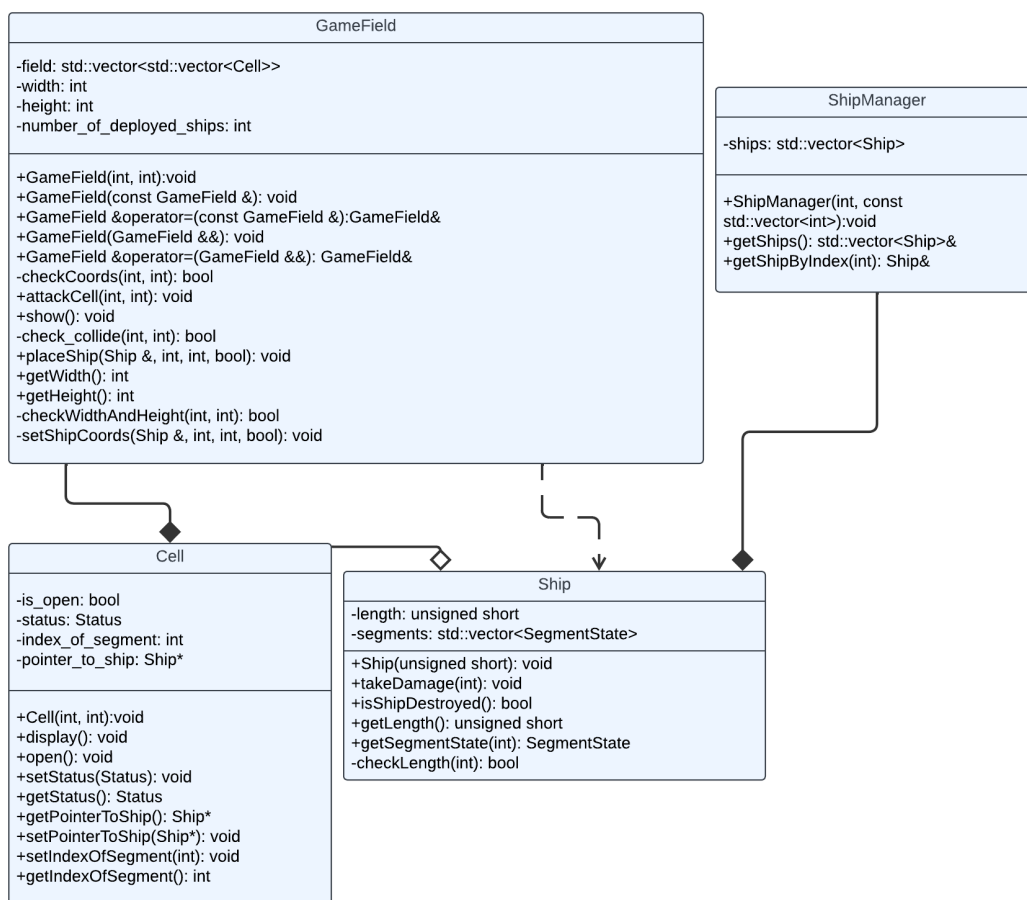 GameField
-field: std::vector<std::vector<Cell>>
-width: int
-height: int
-number_of_deployed_ships: int
+GameField(int, int):void
+GameField(const GameField &): void
+GameField &operator=(const GameField &):GameField&
+GameField(GameField &&): void
+GameField &operator=(GameField &&): GameField&
-checkCoords(int, int): bool
+attackCell(int, int): void
+show(): void
-check_collide(int, int): bool
+placeShip(Ship &, int, int, bool): void
+getWidth(): int
+getHeight(): int
-checkWidthAndHeight(int, int): bool
-setShipCoords(Ship &, int, int, bool): void
ShipManager
-ships: std::vector<Ship>
+ShipManager(int, const
std::vector<int>):void
+getShips(): std::vector<Ship>&
+getShipByIndex(int): Ship&
Cell
-is_open: bool
-status: Status
-index_of_segment: int
-pointer_to_ship: Ship*
+Cell(int, int):void
+display(): void
+open(): void
+setStatus(Status): void
+getStatus(): Status
+getPointerToShip(): Ship*
+setPointerToShip(Ship*): void
+setIndexOfSegment(int): void
+getIndexOfSegment(): int
Ship
-length: unsigned short
-segments: std::vector<SegmentState>
+Ship(unsigned short): void
+takeDamage(int): void
+isShipDestroyed(): bool
+getLength(): unsigned short
+getSegmentState(int): SegmentState
-checkLength(int): bool